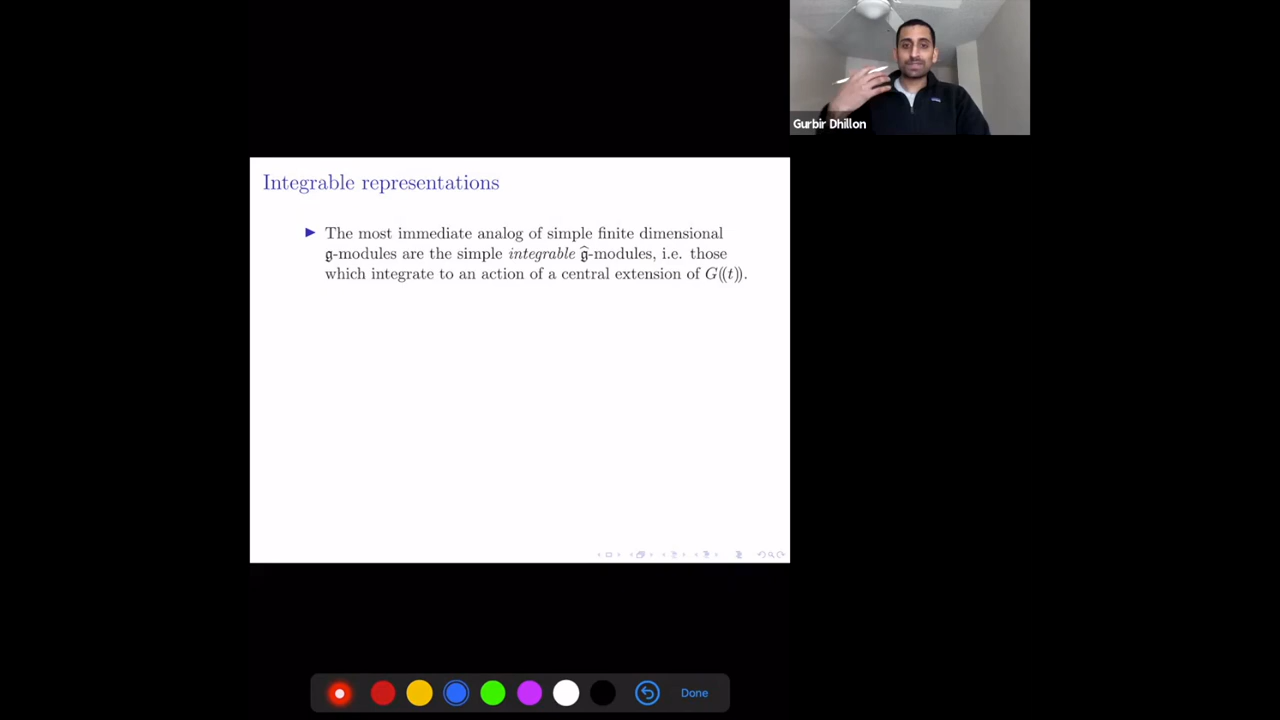 Gurbir Dhillon
Integrable representations
▶ The most immediate analog of simple finite dimensional
𝔤-modules are the simple integrable 𝔤̂-modules, i.e. those
which integrate to an action of a central extension of G((t)).
Done